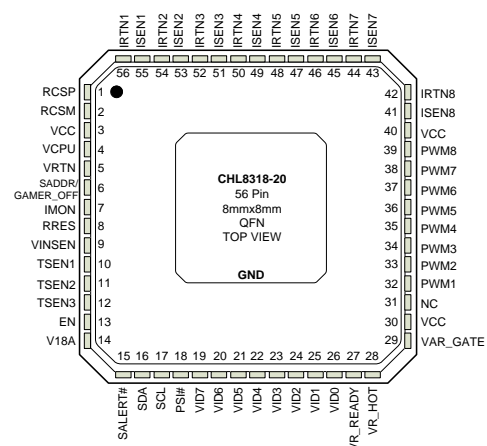 IRTN1
ISEN1
IRTN2
ISEN2
IRTN3
ISEN3
IRTN4
ISEN4
IRTN5
ISEN5
IRTN6
ISEN6
IRTN7
ISEN7
56 55 54 53 52 51 50 49 48 47 46 45 44 43
RCSP 1
RCSM 2
VCC 3
VCPU 4
VRTN 5
SADDR/
GAMER_OFF 6
IMON 7
RRES 8
VINSEN 9
TSEN1 10
TSEN2 11
TSEN3 12
EN 13
V18A 14
CHL8318-20
56 Pin
8mmx8mm
QFN
TOP VIEW
GND
42 IRTN8
41 ISEN8
40 VCC
39 PWM8
38 PWM7
37 PWM6
36 PWM5
35 PWM4
34 PWM3
33 PWM2
32 PWM1
31 NC
30 VCC
29 VAR_GATE
15 16 17 18 19 20 21 22 23 24 25 26 27 28
SALERT#
SDA
SCL
PSI#
VID7
VID6
VID5
VID4
VID3
VID2
VID1
VID0
VR_READY
VR_HOT